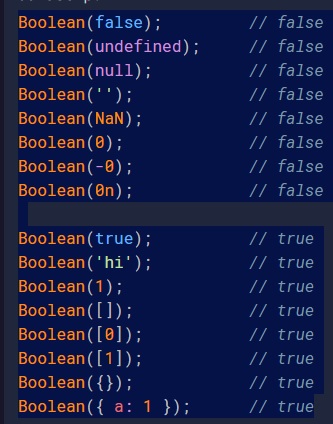 Boolean(false);         // false
Boolean(undefined);     // false
Boolean(null);          // false
Boolean('');            // false
Boolean(NaN);           // false
Boolean(0);             // false
Boolean(-0);            // false
Boolean(0n);            // false
Boolean(true);          // true
Boolean('hi');          // true
Boolean(1);             // true
Boolean([]);            // true
Boolean([0]);           // true
Boolean([1]);           // true
Boolean({});            // true
Boolean({ a: 1 });      // true